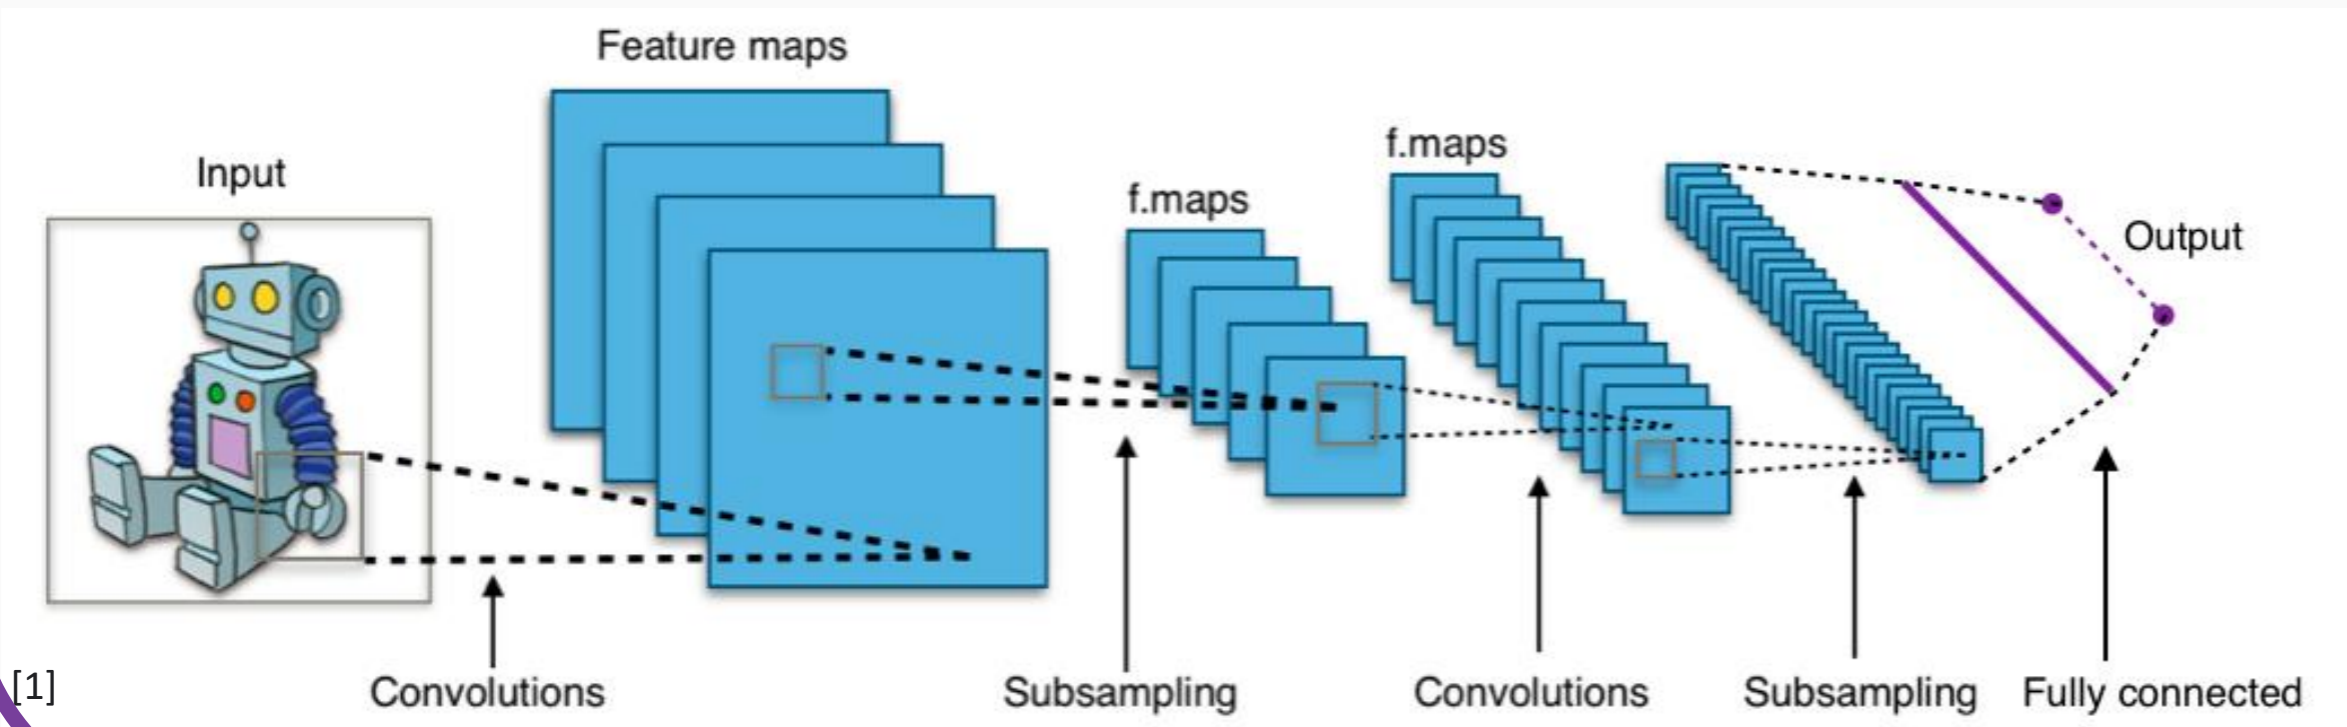 Feature maps
f.maps
Input
f.maps
Output
[1]
Convolutions
Subsampling
Convolutions
Subsampling
Fully connected